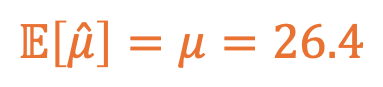 𝔼[μ̂] = μ = 26.4